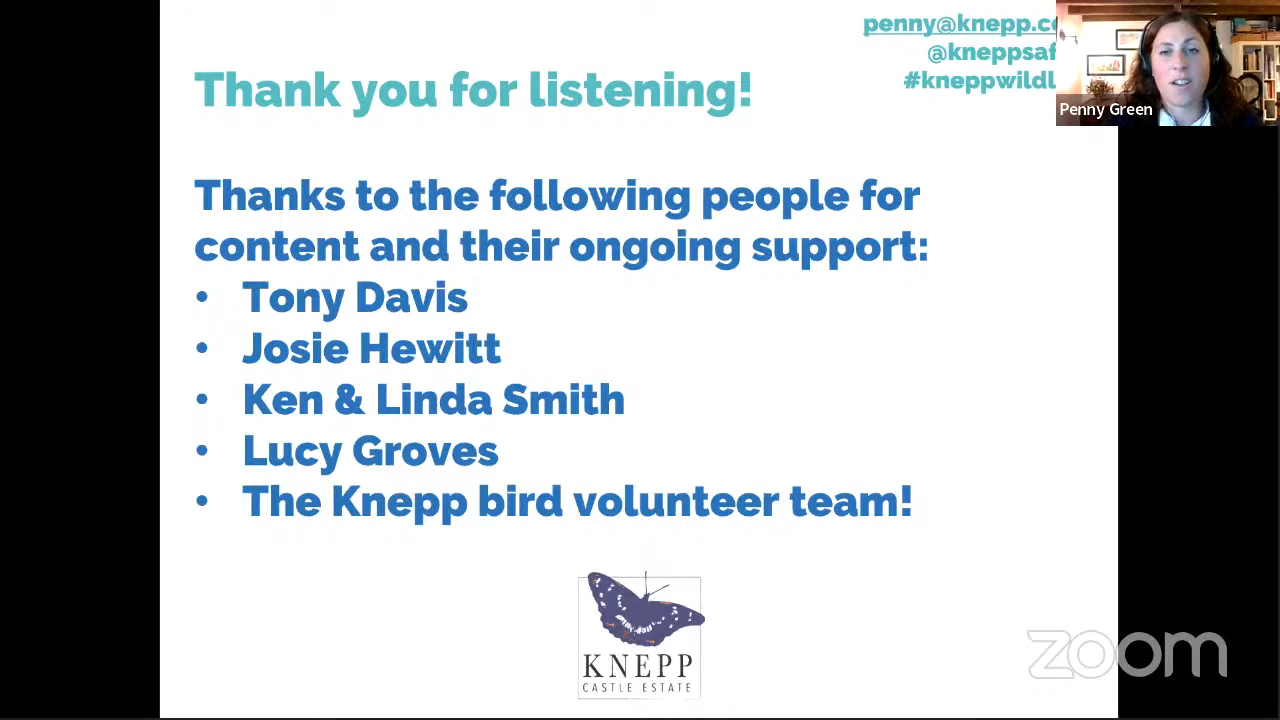 penny@knepp.co
@kneppsaf
#kneppwildl
Penny Green
Thank you for listening!
Thanks to the following people for
content and their ongoing support:
• Tony Davis
• Josie Hewitt
• Ken & Linda Smith
• Lucy Groves
• The Knepp bird volunteer team!
KNEPP
CASTLE ESTATE
zoom